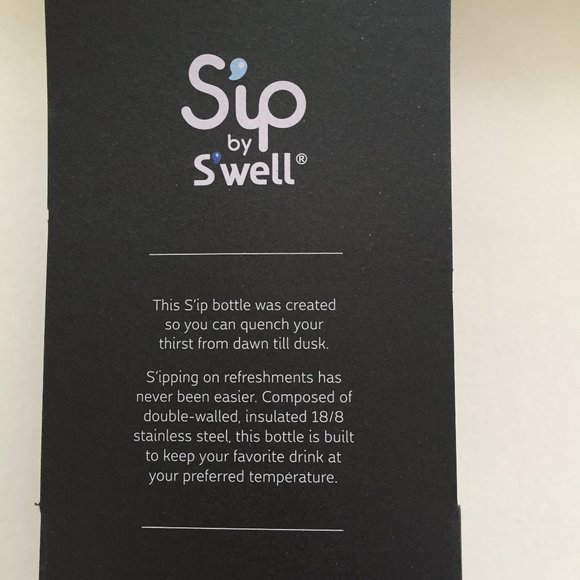 S'ip
by
S'well®
This S'ip bottle was created
so you can quench your
thirst from dawn till dusk.
S'ipping on refreshments has
never been easier. Composed of
double-walled, insulated 18/8
stainless steel, this bottle is built
to keep your favorite drink at
your preferred temperature.